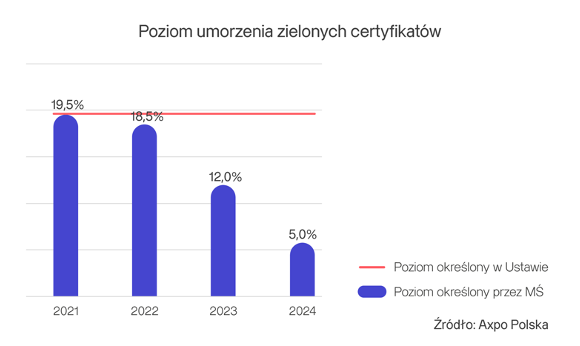 Poziom umorzenia zielonych certyfikatów
19,5%
18,5%
12,0%
5,0%
2021
2022
2023
2024
Poziom określony w Ustawie
Poziom określony przez MŚ
Źródło: Axpo Polska